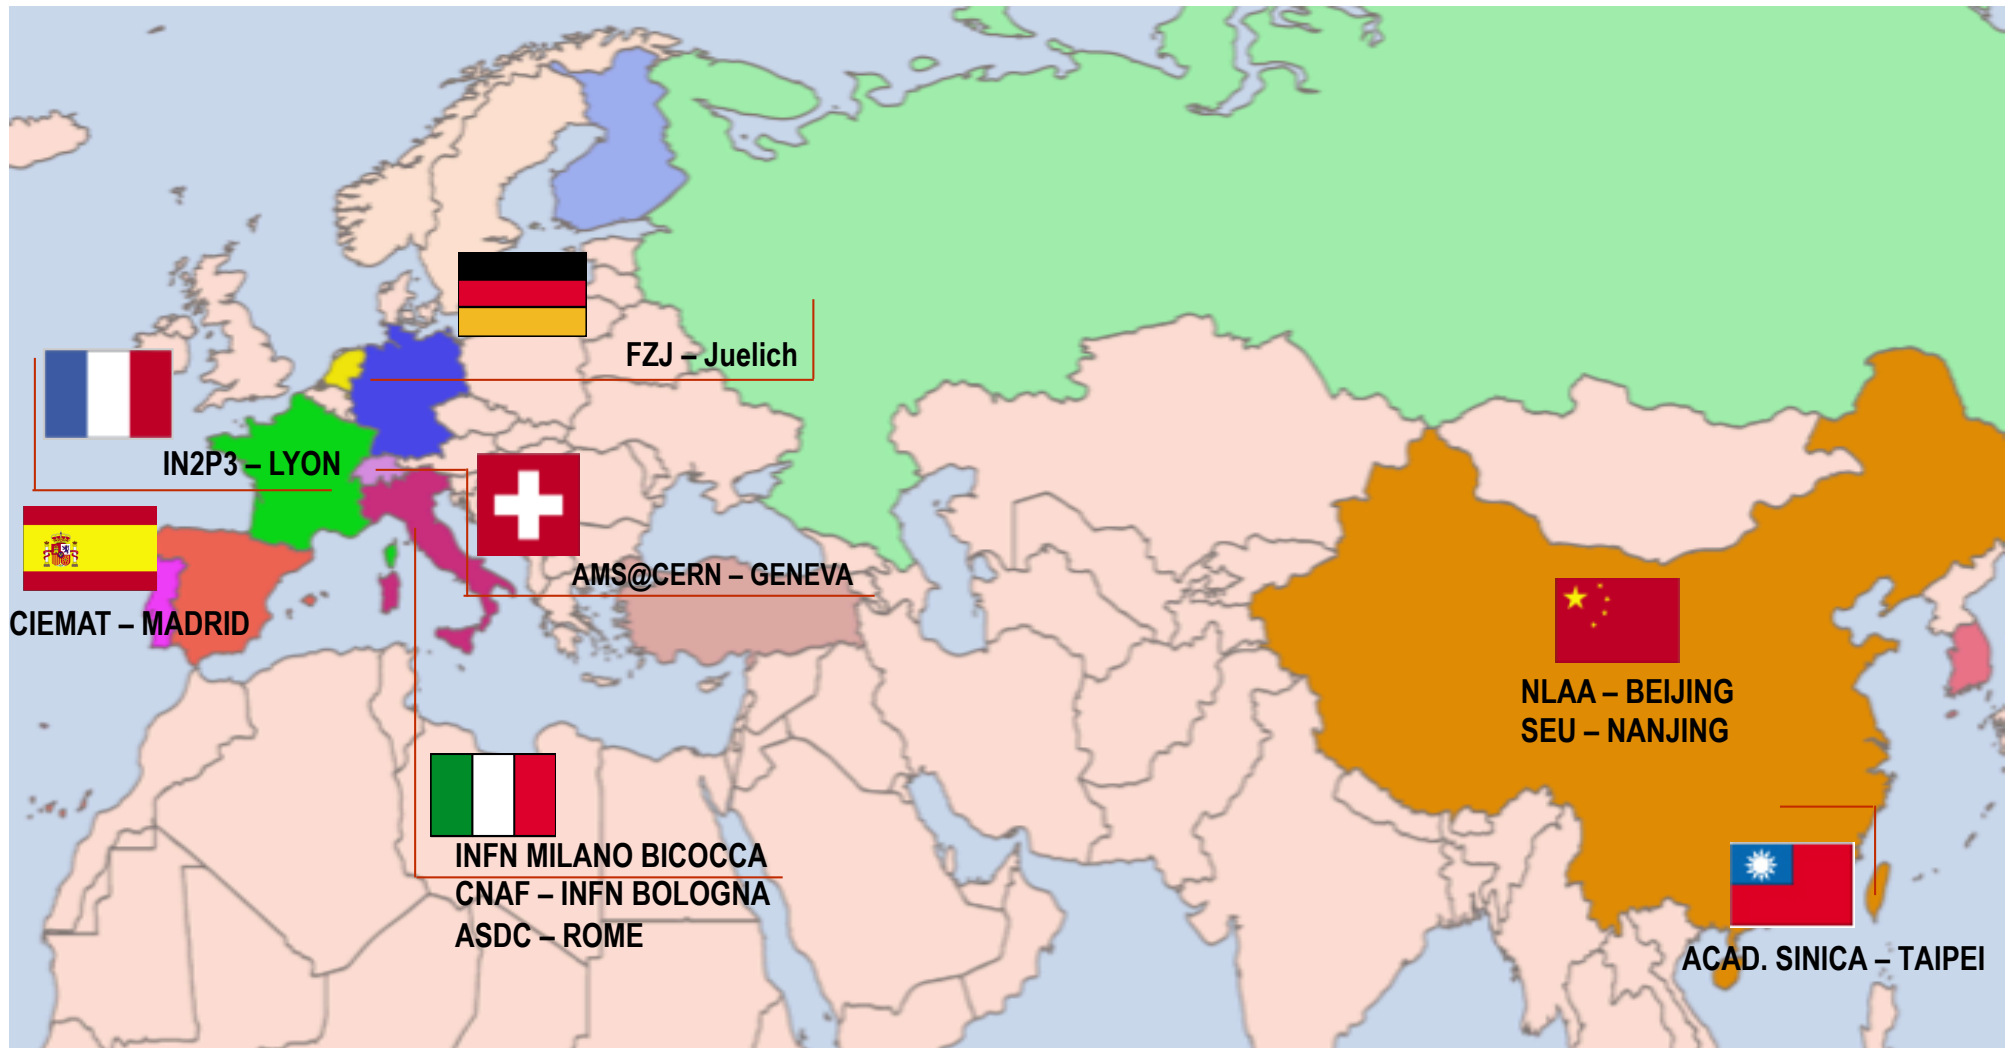 FZJ – Juelich
IN2P3 – LYON
AMS@CERN – GENEVA
CIEMAT – MADRID
NLAA – BEIJING
SEU – NANJING
INFN MILANO BICOCCA
CNAF – INFN BOLOGNA
ASDC – ROME
ACAD. SINICA – TAIPEI